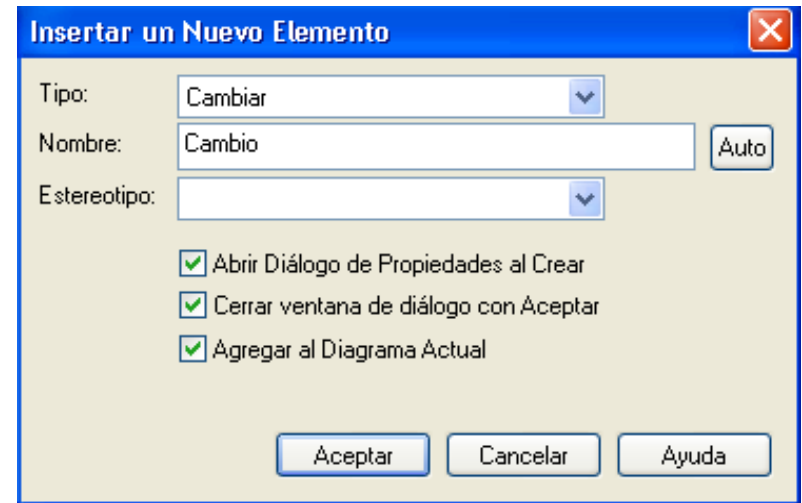 Insertar un Nuevo Elemento
Tipo: Cambiar
Nombre: Cambio Auto
Estereotipo:
Abrir Diálogo de Propiedades al Crear
Cerrar ventana de diálogo con Aceptar
Agregar al Diagrama Actual
Aceptar Cancelar Ayuda